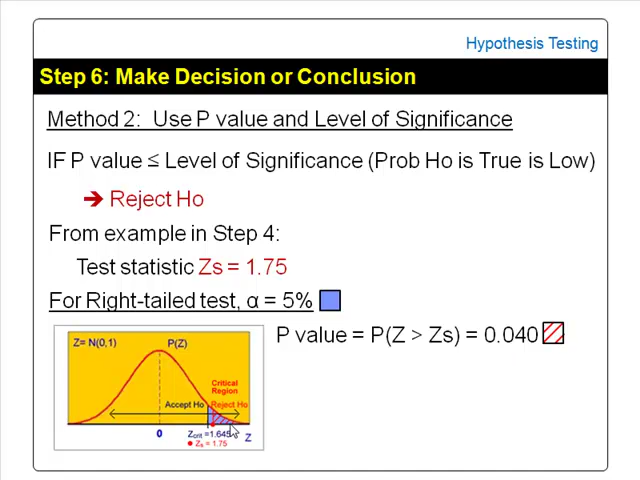 Hypothesis Testing
Step 6: Make Decision or Conclusion
Method 2: Use P value and Level of Significance
IF P value ≤ Level of Significance (Prob Ho is True is Low)
➔ Reject Ho
From example in Step 4:
Test statistic Zs = 1.75
For Right-tailed test, α = 5%
P value = P(Z > Zs) = 0.040
Z= N(0,1) P(Z)
Critical
Region
Accept Ho Reject Ho
0 Zcrit =1.645 Z
Zs = 1.75